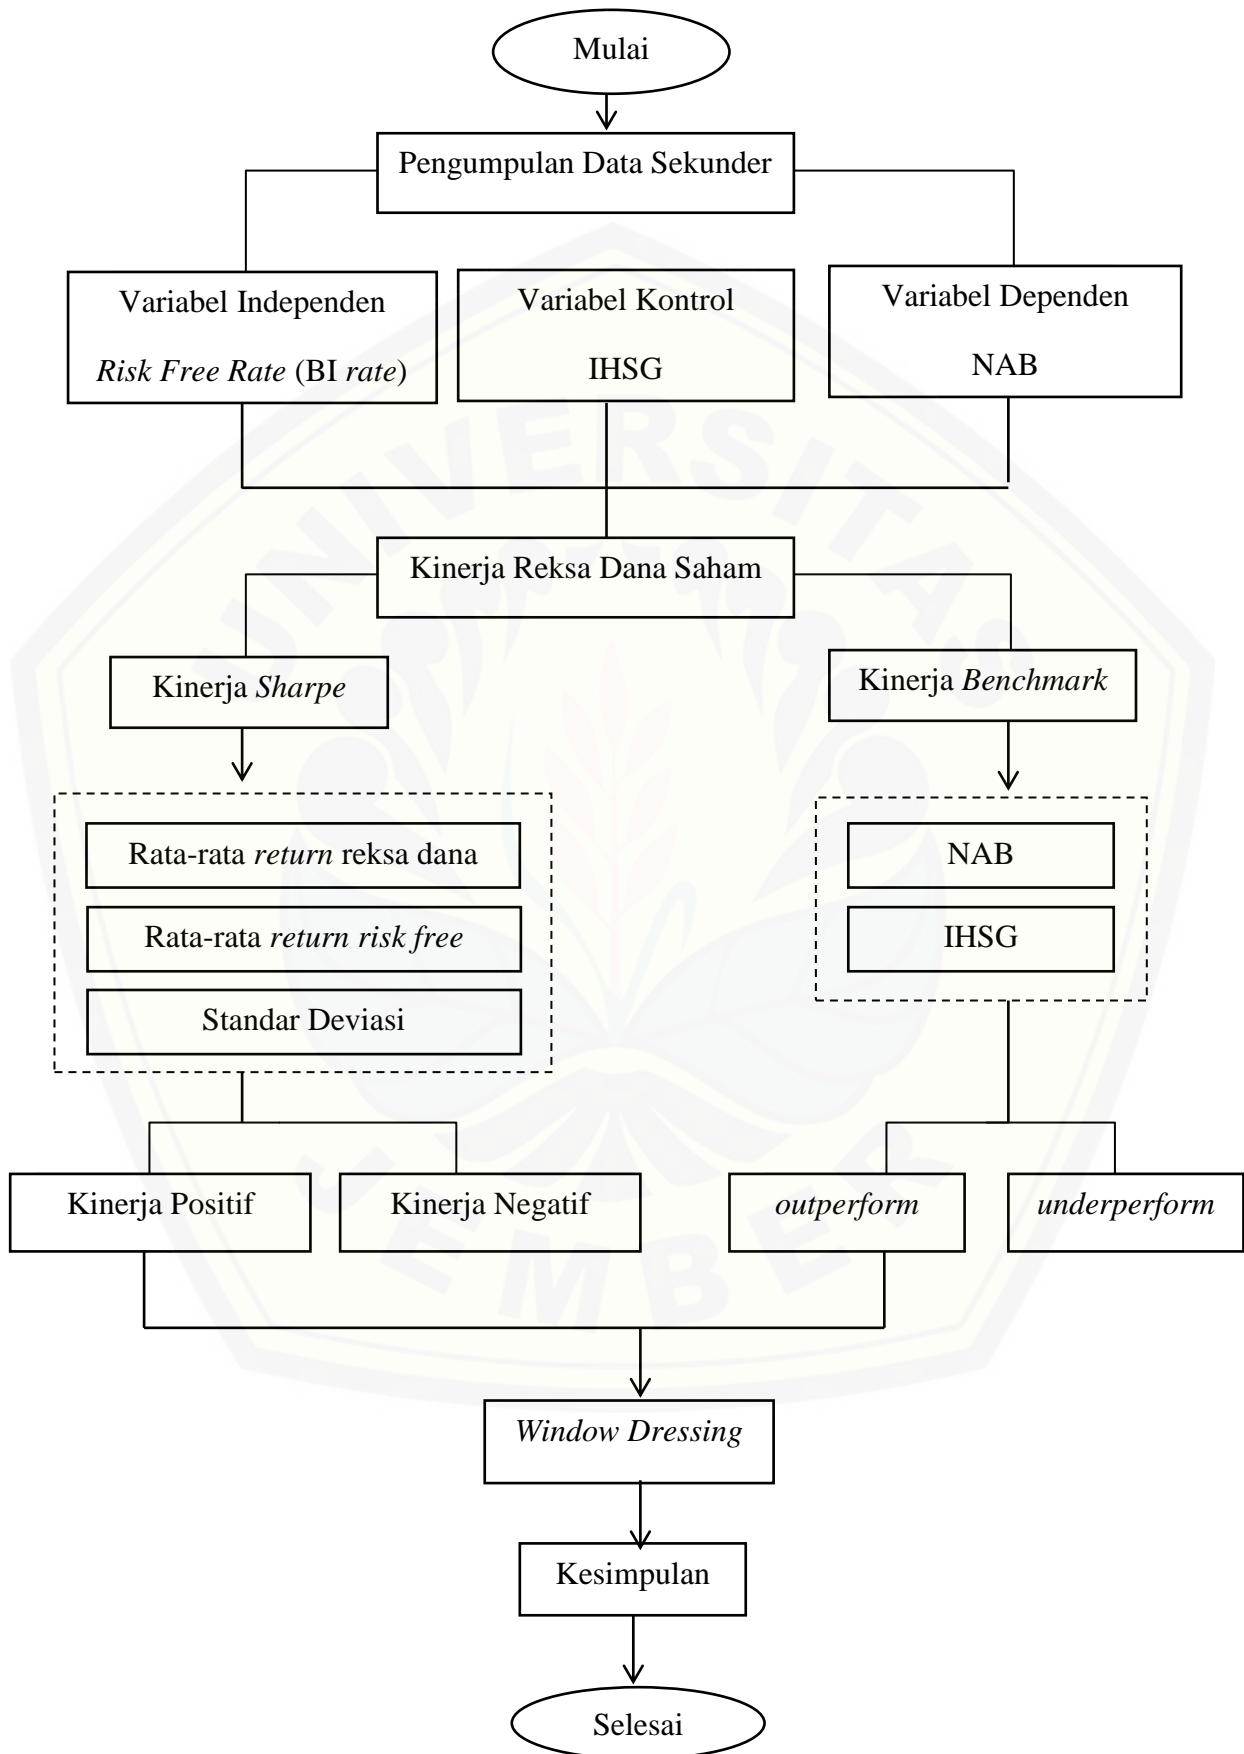 Mulai
Pengumpulan Data Sekunder
Variabel Independen
Risk Free Rate (BI rate)
Variabel Kontrol
IHSG
Variabel Dependen
NAB
Kinerja Reksa Dana Saham
Kinerja Sharpe
Kinerja Benchmark
Rata-rata return reksa dana
Rata-rata return risk free
Standar Deviasi
NAB
IHSG
Kinerja Positif
Kinerja Negatif
outperform
underperform
Window Dressing
Kesimpulan
Selesai
UNIVERSITAS
JEMBER